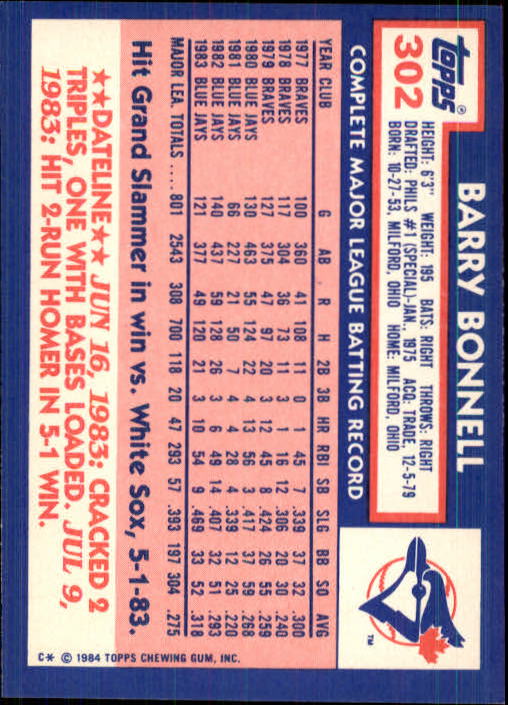 topps®
302
BARRY BONNELL
HEIGHT: 6'3" WEIGHT: 195 BATS: RIGHT THROWS: RIGHT
DRAFTED: PHILS #1 (SPECIAL)-JAN., 1975 ACQ: TRADE, 12-5-79
BORN: 10-27-53, MILFORD, OHIO HOME: MILFORD, OHIO
TM
COMPLETE MAJOR LEAGUE BATTING RECORD
YEAR CLUB G AB R H 2B 3B HR RBI SB SLG BB SO AVG
1977 BRAVES 100 360 41 108 11 0 1 45 7 .339 37 32 .300
1978 BRAVES 117 304 36 73 11 3 1 16 12 .306 20 30 .240
1979 BRAVES 127 375 47 97 20 3 12 45 8 .424 26 55 .259
1980 BLUE JAYS 130 463 55 124 22 4 13 56 3 .417 37 59 .268
1981 BLUE JAYS 66 227 21 50 7 4 4 28 4 .339 12 25 .220
1982 BLUE JAYS 140 437 59 128 26 3 6 49 14 .407 32 51 .293
1983 BLUE JAYS 121 377 49 120 21 3 10 54 9 .469 33 52 .318
MAJOR LEA. TOTALS .... 801 2543 308 700 118 20 47 293 57 .393 197 304 .275
Hit Grand Slammer in win vs. White Sox, 5-1-83.
★★DATELINE★★ JUN 16, 1983: CRACKED 2
TRIPLES, ONE WITH BASES LOADED. JUL 9,
1983: HIT 2-RUN HOMER IN 5-1 WIN.
C* © 1984 TOPPS CHEWING GUM, INC.